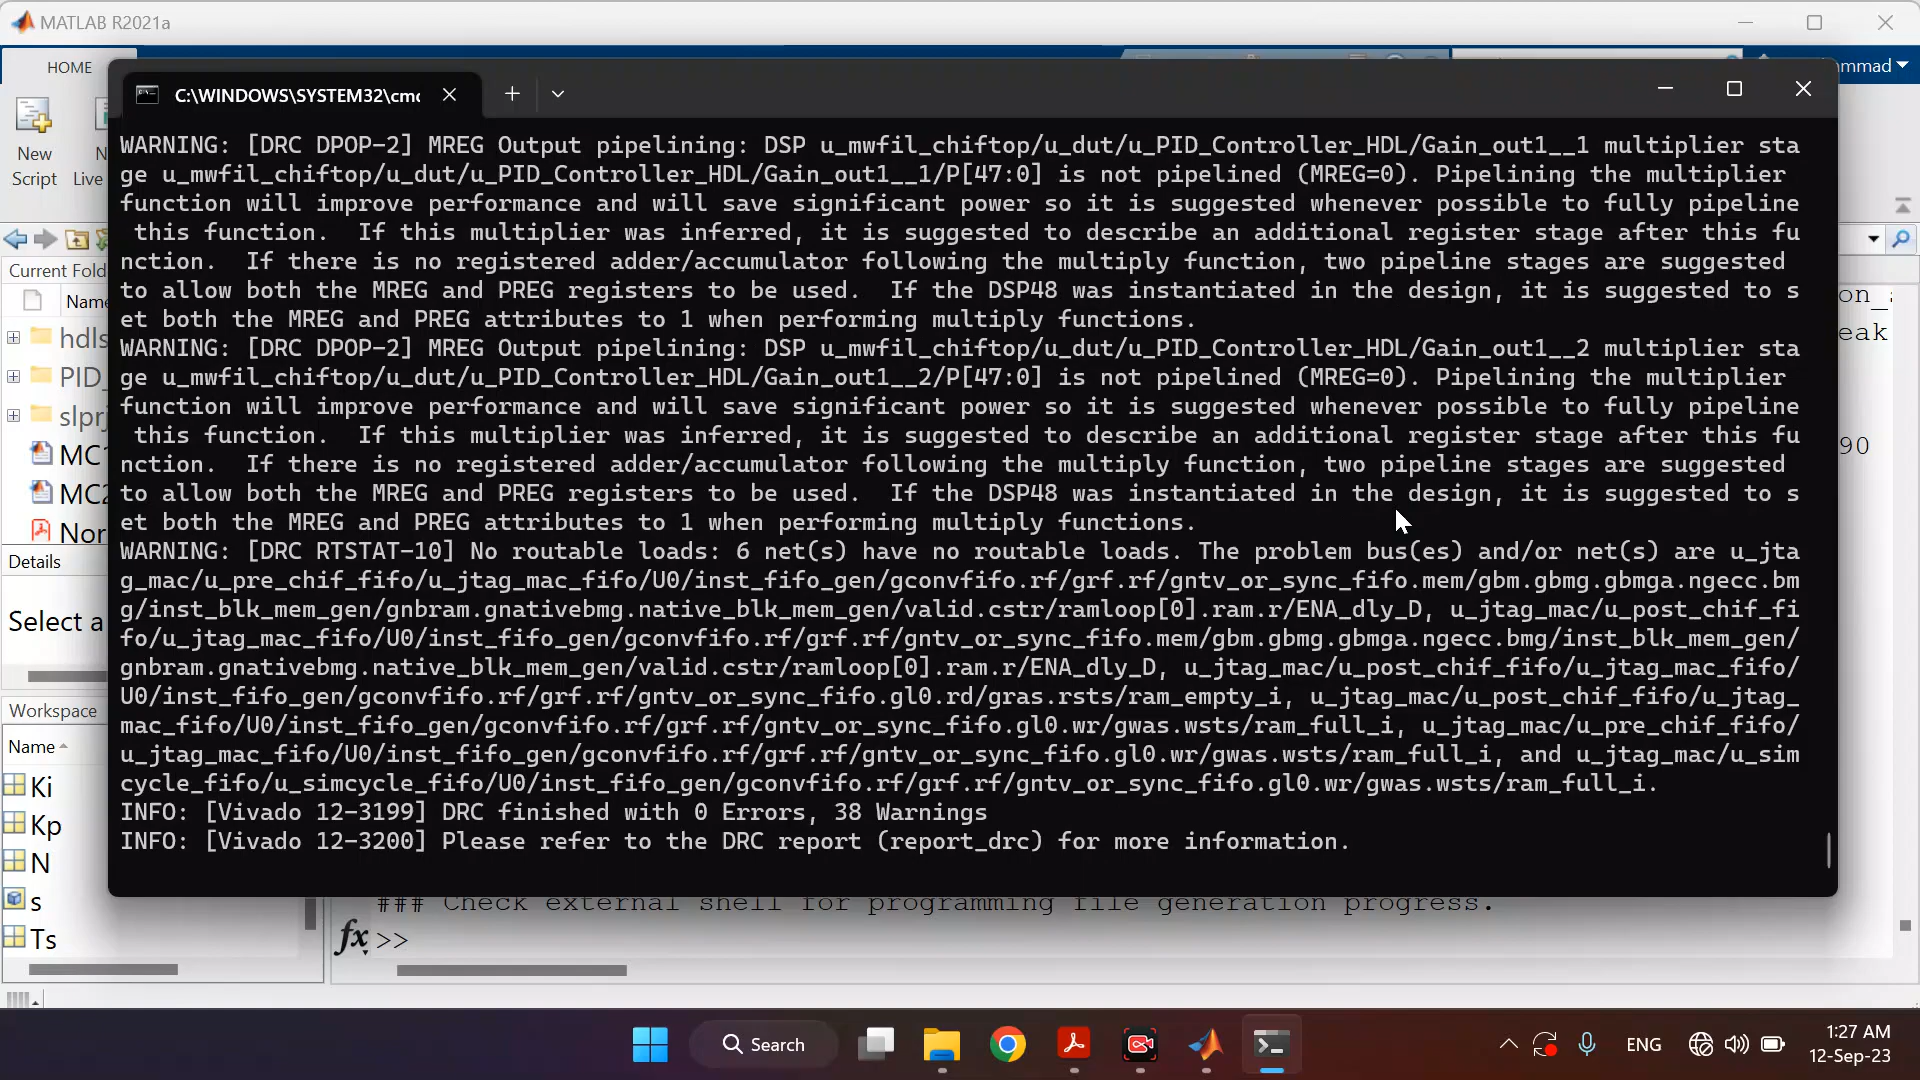 MATLAB R2021a
HOME
mmad
C:\WINDOWS\SYSTEM32\cmd
New
Script
Live
Current Fold
Name
hdls
PID_
slprj
MC1
MC2
Nor
Details
Select a
Workspace
Name
Ki
Kp
N
s
Ts
WARNING: [DRC DPOP-2] MREG Output pipelining: DSP u_mwfil_chiftop/u_dut/u_PID_Controller_HDL/Gain_out1__1 multiplier sta
ge u_mwfil_chiftop/u_dut/u_PID_Controller_HDL/Gain_out1__1/P[47:0] is not pipelined (MREG=0). Pipelining the multiplier
function will improve performance and will save significant power so it is suggested whenever possible to fully pipeline
this function.  If this multiplier was inferred, it is suggested to describe an additional register stage after this fu
nction.  If there is no registered adder/accumulator following the multiply function, two pipeline stages are suggested
to allow both the MREG and PREG registers to be used.  If the DSP48 was instantiated in the design, it is suggested to s
et both the MREG and PREG attributes to 1 when performing multiply functions.
WARNING: [DRC DPOP-2] MREG Output pipelining: DSP u_mwfil_chiftop/u_dut/u_PID_Controller_HDL/Gain_out1__2 multiplier sta
ge u_mwfil_chiftop/u_dut/u_PID_Controller_HDL/Gain_out1__2/P[47:0] is not pipelined (MREG=0). Pipelining the multiplier
function will improve performance and will save significant power so it is suggested whenever possible to fully pipeline
this function.  If this multiplier was inferred, it is suggested to describe an additional register stage after this fu
nction.  If there is no registered adder/accumulator following the multiply function, two pipeline stages are suggested
to allow both the MREG and PREG registers to be used.  If the DSP48 was instantiated in the design, it is suggested to s
et both the MREG and PREG attributes to 1 when performing multiply functions.
WARNING: [DRC RTSTAT-10] No routable loads: 6 net(s) have no routable loads. The problem bus(es) and/or net(s) are u_jta
g_mac/u_pre_chif_fifo/u_jtag_mac_fifo/U0/inst_fifo_gen/gconvfifo.rf/grf.rf/gntv_or_sync_fifo.mem/gbm.gbmg.gbmga.ngecc.bm
g/inst_blk_mem_gen/gnbram.gnativebmg.native_blk_mem_gen/valid.cstr/ramloop[0].ram.r/ENA_dly_D, u_jtag_mac/u_post_chif_fi
fo/u_jtag_mac_fifo/U0/inst_fifo_gen/gconvfifo.rf/grf.rf/gntv_or_sync_fifo.mem/gbm.gbmg.gbmga.ngecc.bmg/inst_blk_mem_gen/
gnbram.gnativebmg.native_blk_mem_gen/valid.cstr/ramloop[0].ram.r/ENA_dly_D, u_jtag_mac/u_post_chif_fifo/u_jtag_mac_fifo/
U0/inst_fifo_gen/gconvfifo.rf/grf.rf/gntv_or_sync_fifo.gl0.rd/gras.rsts/ram_empty_i, u_jtag_mac/u_post_chif_fifo/u_jtag_
mac_fifo/U0/inst_fifo_gen/gconvfifo.rf/grf.rf/gntv_or_sync_fifo.gl0.wr/gwas.wsts/ram_full_i, u_jtag_mac/u_pre_chif_fifo/
u_jtag_mac_fifo/U0/inst_fifo_gen/gconvfifo.rf/grf.rf/gntv_or_sync_fifo.gl0.wr/gwas.wsts/ram_full_i, and u_jtag_mac/u_sim
cycle_fifo/u_simcycle_fifo/U0/inst_fifo_gen/gconvfifo.rf/grf.rf/gntv_or_sync_fifo.gl0.wr/gwas.wsts/ram_full_i.
INFO: [Vivado 12-3199] DRC finished with 0 Errors, 38 Warnings
INFO: [Vivado 12-3200] Please refer to the DRC report (report_drc) for more information.
on
eak
90
### Check external shell for programming file generation progress.
fx >>
Search
ENG
1:27 AM
12-Sep-23